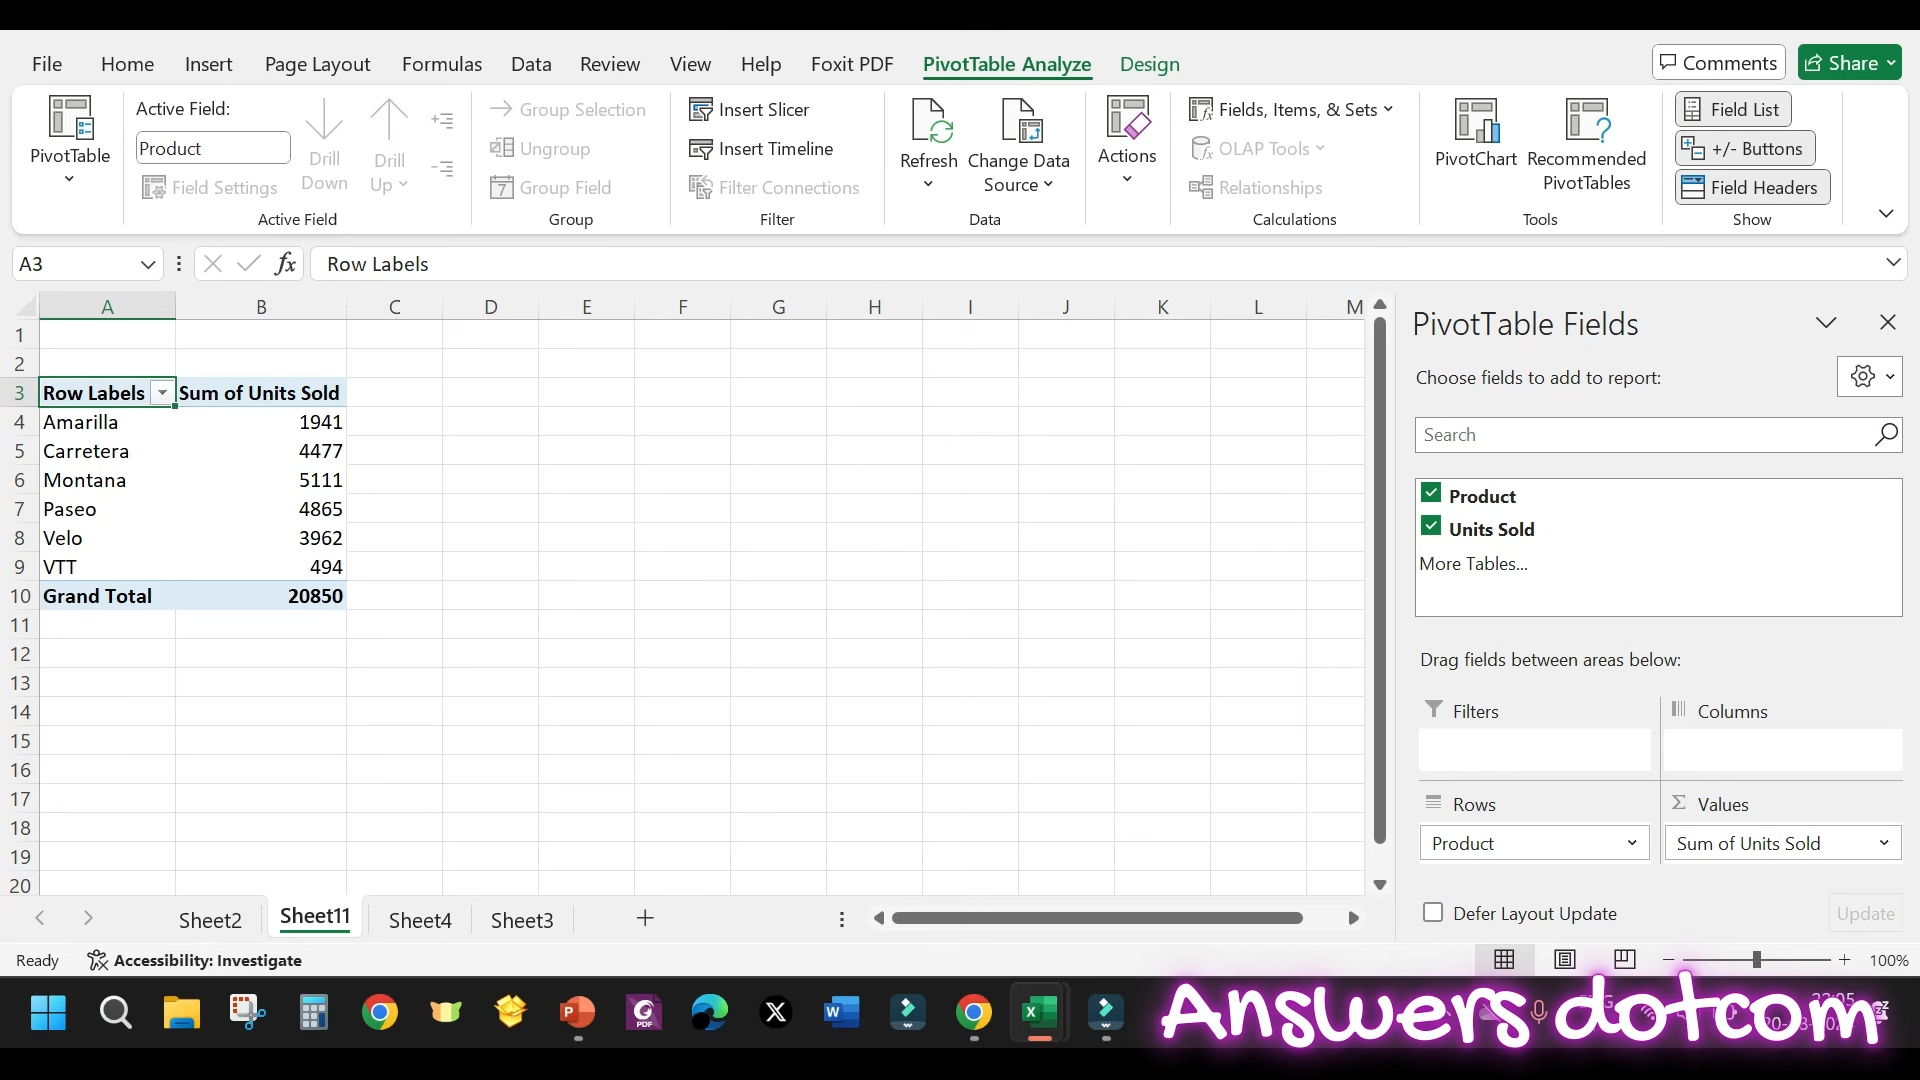 File Home Insert Page Layout Formulas Data Review View Help Foxit PDF PivotTable Analyze Design Comments Share
PivotTable
Active Field:
Product
Field Settings
Drill Down
Drill Up
Active Field
Group Selection
Ungroup
7 Group Field
Group
Insert Slicer
Insert Timeline
Filter Connections
Filter
Refresh
Change Data Source
Data
Actions
Fields, Items, & Sets
OLAP Tools
Relationships
Calculations
PivotChart
Recommended PivotTables
Tools
Field List
+/- Buttons
Field Headers
Show
A3 fx Row Labels
A B C D E F G H I J K L M
1
2
3 Row Labels Sum of Units Sold
4 Amarilla 1941
5 Carretera 4477
6 Montana 5111
7 Paseo 4865
8 Velo 3962
9 VTT 494
10 Grand Total 20850
11
12
13
14
15
16
17
18
19
20
PivotTable Fields
Choose fields to add to report:
Search
Product
Units Sold
More Tables...
Drag fields between areas below:
Filters
Columns
Rows
Σ Values
Product
Sum of Units Sold
Defer Layout Update
Update
Sheet2 Sheet11 Sheet4 Sheet3
Ready Accessibility: Investigate 100%
Answers dotcom